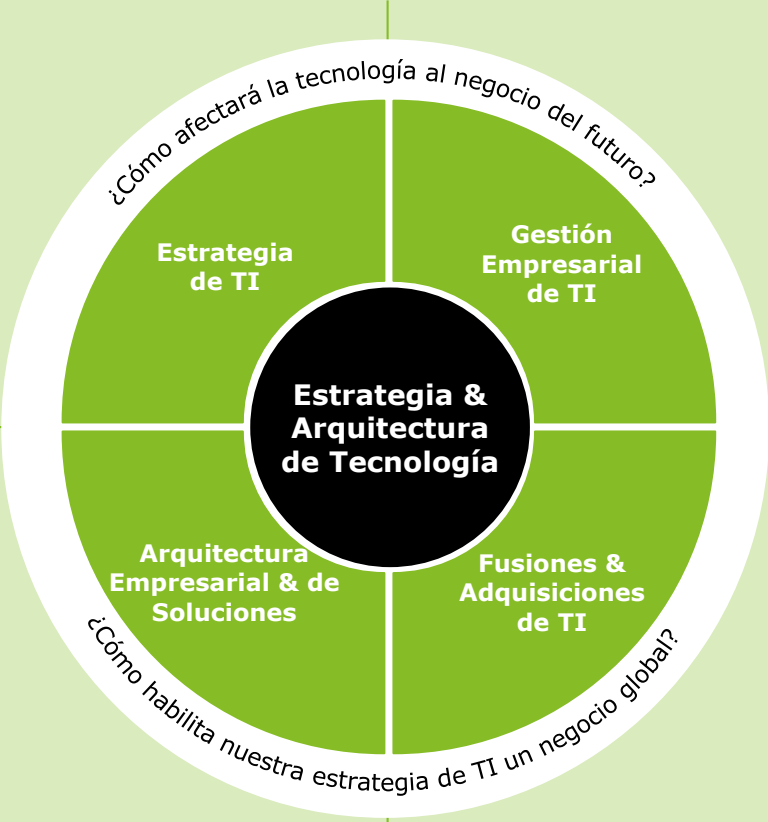 ¿Cómo afectará la tecnología al negocio del futuro?
Estrategia
de TI
Gestión
Empresarial
de TI
Estrategia &
Arquitectura
de Tecnología
Arquitectura
Empresarial & de
Soluciones
Fusiones &
Adquisiciones
de TI
¿Cómo habilita nuestra estrategia de TI un negocio global?